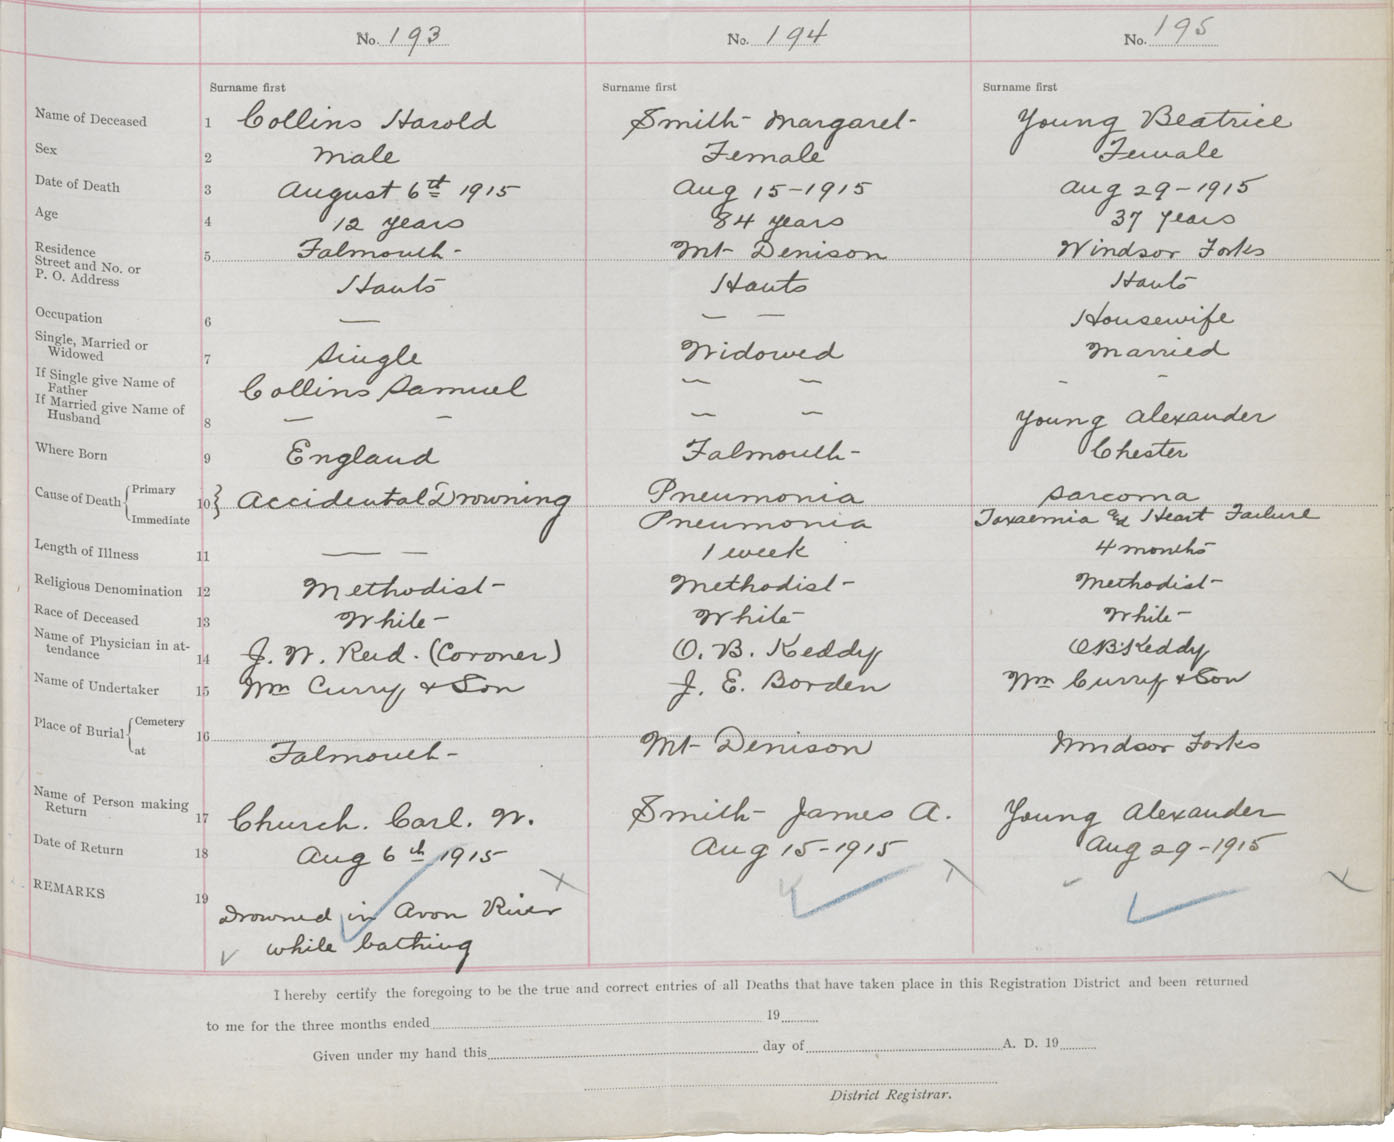 No. 193 No. 194 No. 195
Surname first Surname first Surname first
Name of Deceased 1 Collins Harold Smith Margaret Young Beatrice
Sex 2 Male Female Female
Date of Death 3 August 6th 1915 Aug 15-1915 Aug 29-1915
Age 4 12 years 84 years 37 years
Residence
Street and No. or
P. O. Address
5 Falmouth Mt Denison Windsor Forks
Hants Hants Hants
Occupation 6 — — — Housewife
Single, Married or
Widowed
7 Single Widowed Married
If Single give Name of
Father
Collins Samuel — — - -
If Married give Name of
Husband
8 — - — — Young Alexander
Where Born 9 England Falmouth Chester
Cause of Death { Primary 10 } Accidental Drowning Pneumonia Sarcoma
Immediate Pneumonia Toxaemia and Heart Failure
Length of Illness 11 — — 1 week 4 months
Religious Denomination 12 Methodist Methodist Methodist
Race of Deceased 13 White White White
Name of Physician in at-
tendance
14 J. W. Reid. (Coroner) O. B. Keddy O B Keddy
Name of Undertaker 15 Wm Curry & Son J. E. Borden Wm Curry & Son
Place of Burial { Cemetery 16
at Falmouth Mt Denison Windsor Forks
Name of Person making
Return
17 Church. Carl. W. Smith James A. Young Alexander
Date of Return 18 Aug 6th 1915 Aug 15-1915 Aug 29-1915
REMARKS 19 Drowned in Avon River
while bathing
I hereby certify the foregoing to be the true and correct entries of all Deaths that have taken place in this Registration District and been returned
to me for the three months ended 19
Given under my hand this day of A. D. 19
District Registrar.